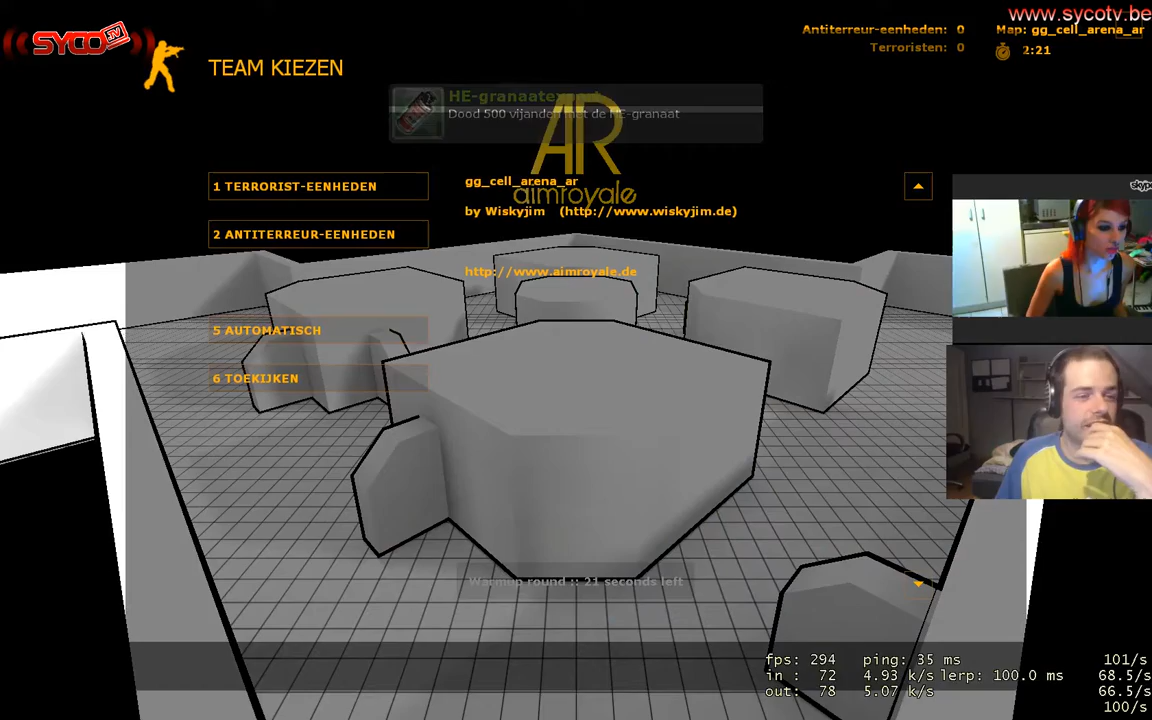 www.sycotv.be
SYCO TV
Antiterreur-eenheden: 0
Map: gg_cell_arena_ar
Terroristen: 0
2:21
TEAM KIEZEN
Dood 500 vijanden met de HE-granaat
AR
aimroyale
1 TERRORIST-EENHEDEN
gg_cell_arena_ar
skype
by Wiskyjim (http://www.wiskyjim.de)
2 ANTITERREUR-EENHEDEN
http://www.aimroyale.de
5 AUTOMATISCH
6 TOEKIJKEN
Warmup round :: 21 seconds left
fps: 294 ping: 35 ms 101/s
in : 72 4.93 k/s lerp: 100.0 ms 68.5/s
out: 78 5.07 k/s 66.5/s
100/s